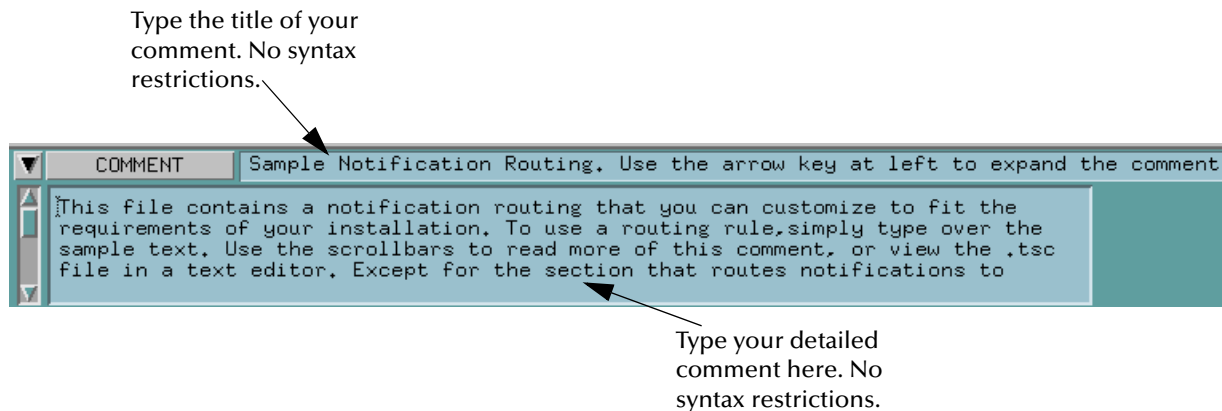 Type the title of your
comment. No syntax
restrictions.
COMMENT
Sample Notification Routing. Use the arrow key at left to expand the comment
This file contains a notification routing that you can customize to fit the
requirements of your installation. To use a routing rule,simply type over the
sample text. Use the scrollbars to read more of this comment, or view the .tsc
file in a text editor. Except for the section that routes notifications to
Type your detailed
comment here. No
syntax restrictions.